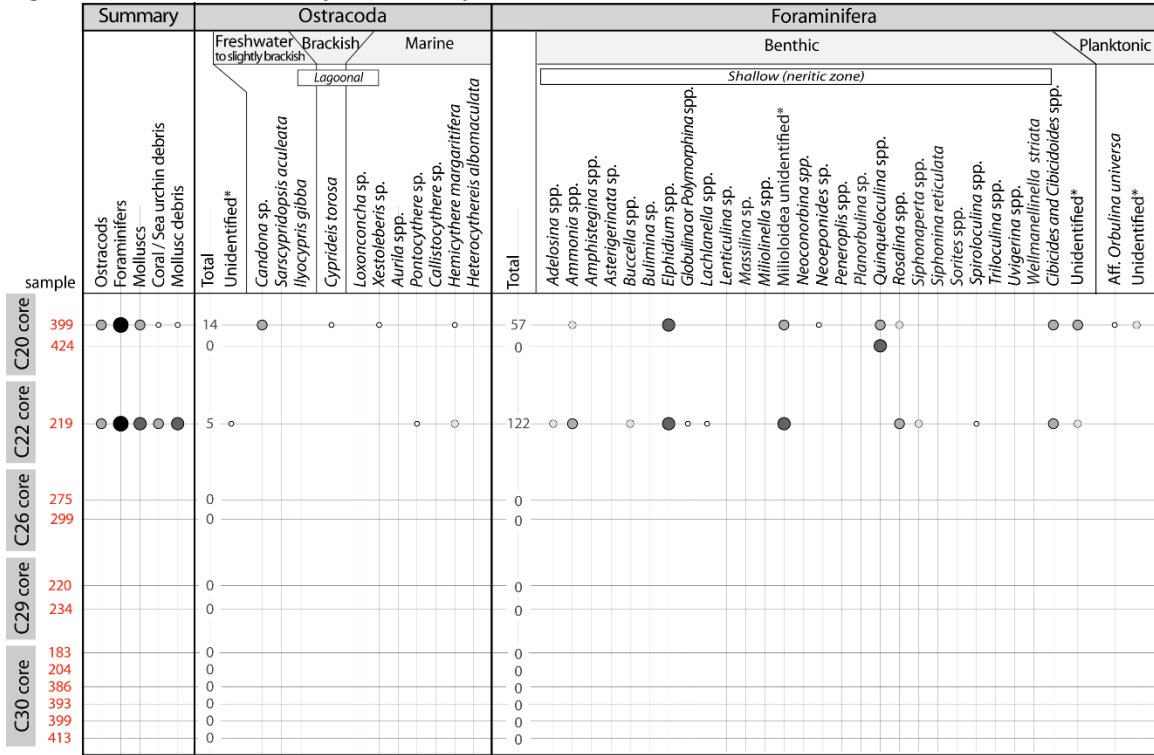 Summary
Ostracoda
Foraminifera
Freshwater
to slightly brackish*
Brackish
Marine
Lagoonal
Benthic
Planktonic
Shallow (neritic zone)
sample
Ostracods
Foraminifers
Molluscs
Coral / Sea urchin debris
Mollusc debris
Total
Unidentified*
Candona sp.
Sarscypridopsis aculeata
Ilyocypris gibba
Cyprideis torosa
Loxonconcha sp.
Xestoleberis sp.
Aurila spp.
Pontocythere sp.
Callistocythere sp.
Hemicythere margaritifera
Heterocythereis albomaculata
Total
Adelosina spp.
Ammonia spp.
Amphistegina spp.
Asterigerinata sp.
Buccella spp.
Bulimina sp.
Elphidium spp.
Globulina or Polymorphina spp.
Lachlanella spp.
Lenticulina sp.
Massilina sp.
Miliolinella spp.
Milioloidea unidentified*
Neoconorbina spp.
Neoeponides sp.
Peneroplis spp.
Planorbulina sp.
Quinqueloculina spp.
Rosalina spp.
Siphonaperta spp.
Siphonina reticulata
Sorites spp.
Spiroloculina spp.
Triloculina spp.
Uvigerina spp.
Wellmanellinella striata
Cibicides and Cibicidoides spp.
Unidentified*
Aff. Orbulina universa
Unidentified*
C20 core
399 14 57
424 0 0
C22 core
219 5 122
C26 core
275 0 0
299 0 0
C29 core
220 0 0
234 0 0
C30 core
183 0 0
204 0 0
386 0 0
393 0 0
399 0 0
413 0 0